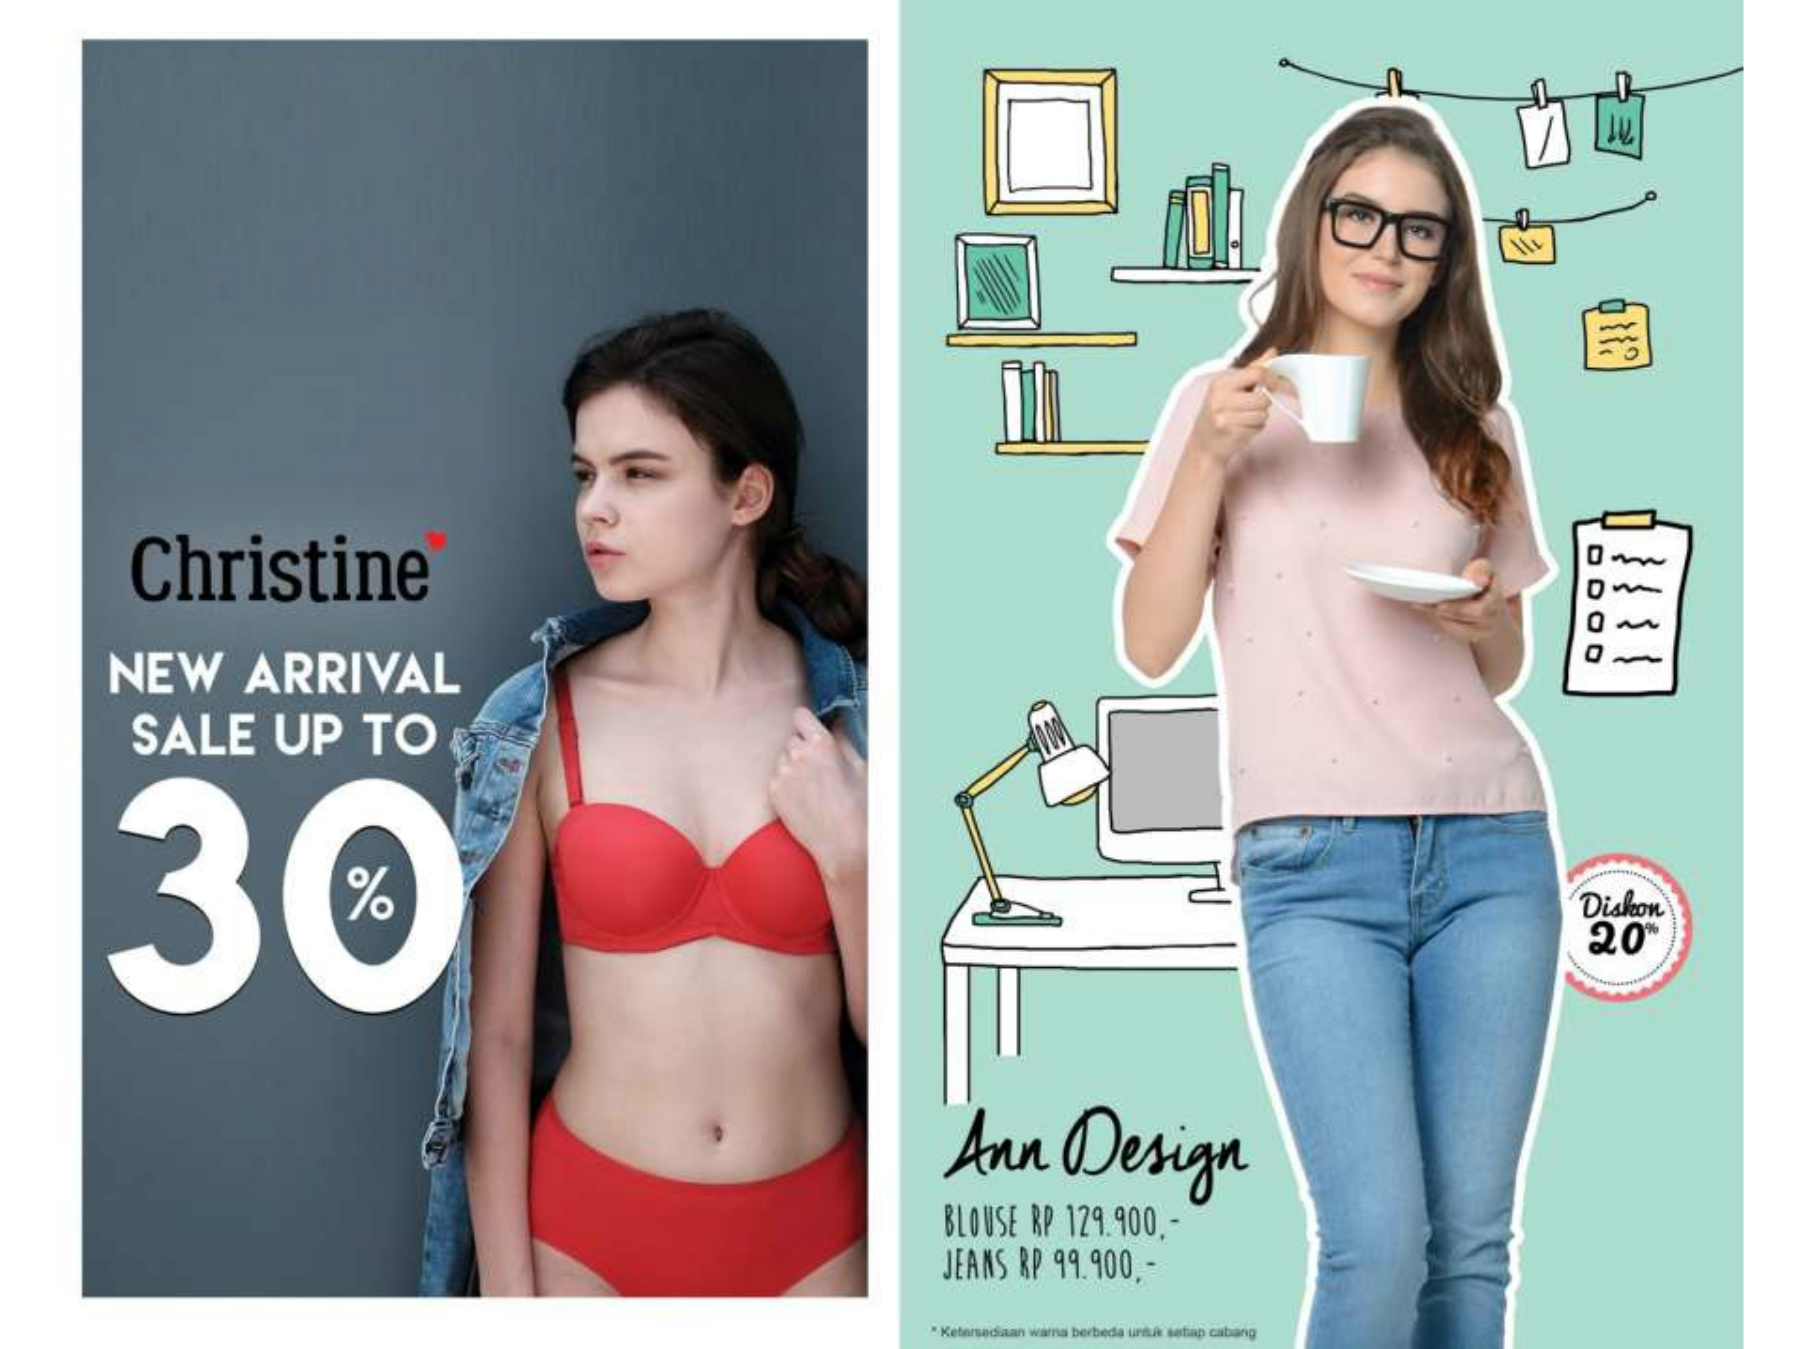 Christine
NEW ARRIVAL
SALE UP TO
30%
Diskon
20%
Ann Design
BLOUSE RP 129.900,-
JEANS RP 99.900,-
* Ketersediaan warna berbeda untuk setiap cabang